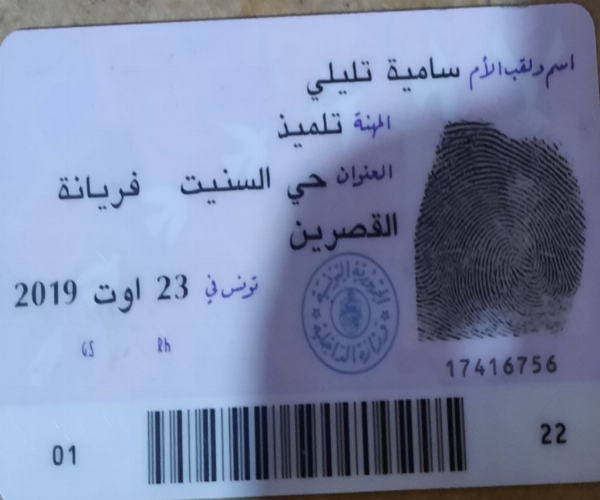 اسم ولقب الأم سامية تليلي
المهنة تلميذ
العنوان حي السنيت فريانة
القصرين
تونس في 23 اوت 2019
الجمهورية التونسية
وزارة الداخلية
GS Rh
17416756
01 22